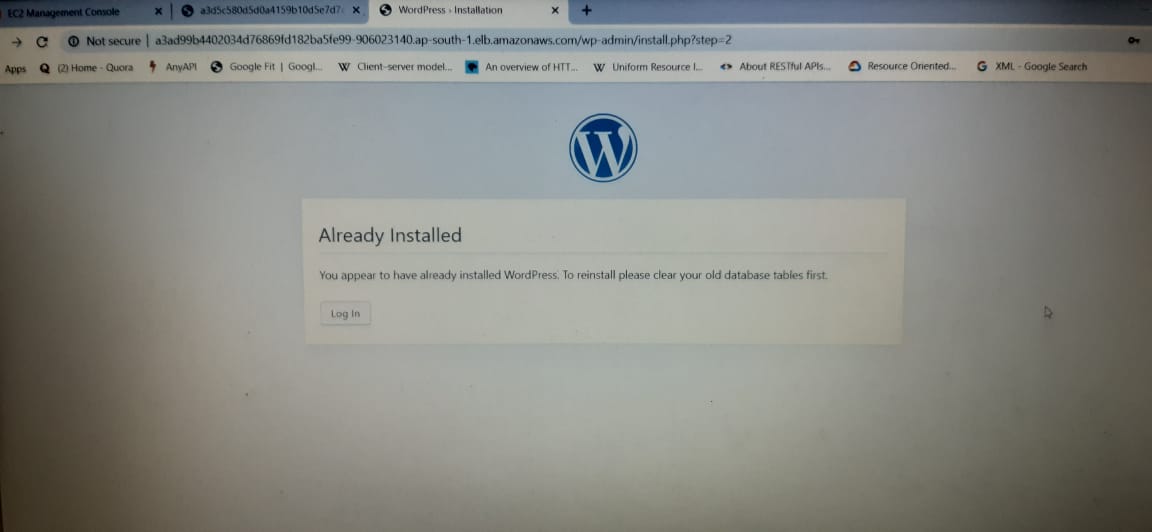 EC2 Management Console
a3d5c580d5d0a4159b10d5e7d7
WordPress › Installation
Not secure | a3ad99b4402034d76869fd182ba5fe99-906023140.ap-south-1.elb.amazonaws.com/wp-admin/install.php?step=2
Apps (2) Home - Quora AnyAPI Google Fit | Googl... Client–server model... An overview of HTT... Uniform Resource I... About RESTful APIs... Resource Oriented... XML - Google Search
Already Installed
You appear to have already installed WordPress. To reinstall please clear your old database tables first.
Log In